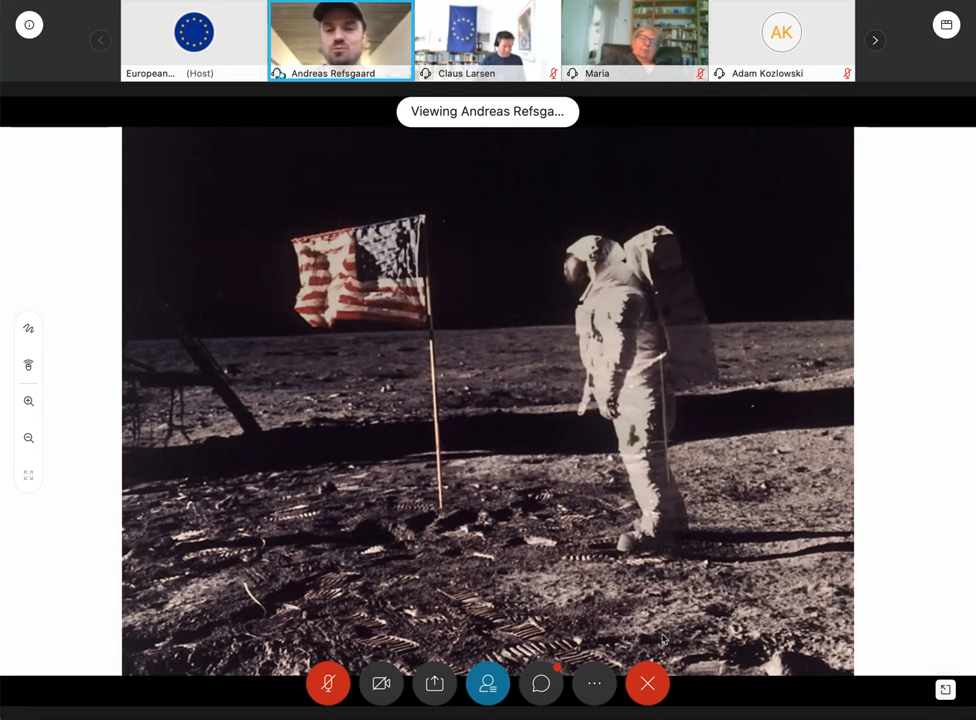 European... (Host)
Andreas Refsgaard
Claus Larsen
Maria
AK
Adam Kozlowski
Viewing Andreas Refsga...